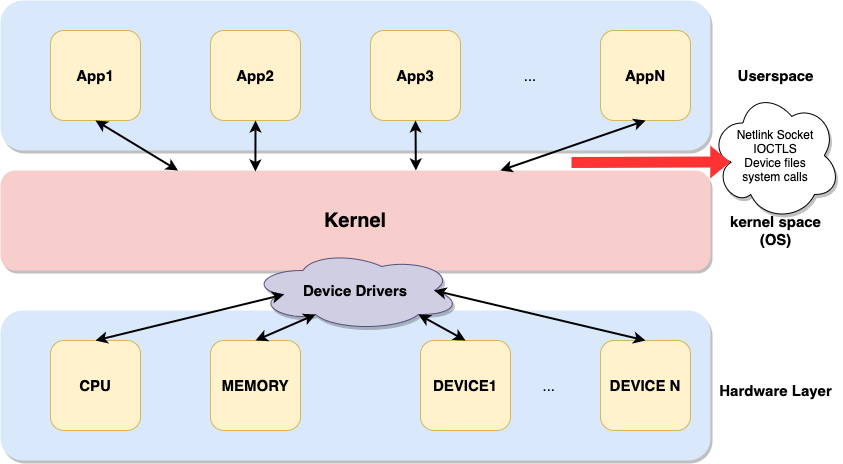 App1
App2
App3
...
AppN
Userspace
Netlink Socket
IOCTLS
Device files
system calls
Kernel
kernel space
(OS)
Device Drivers
CPU
MEMORY
DEVICE1
...
DEVICE N
Hardware Layer